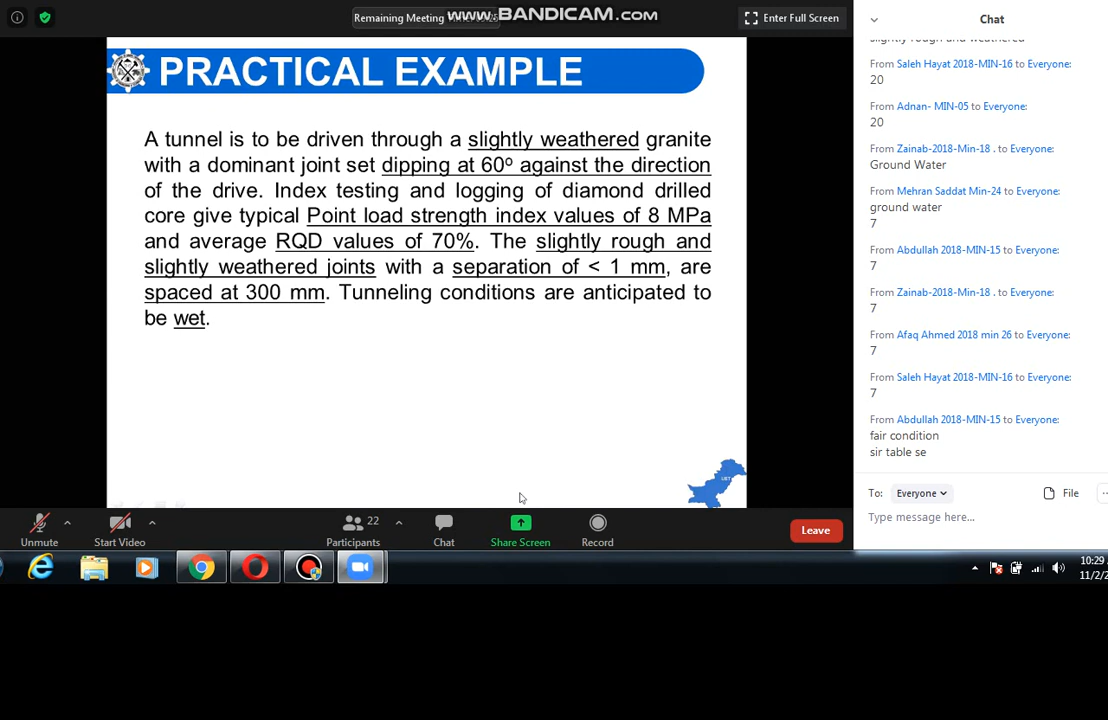 Remaining Meeting
WWW.BANDICAM.COM
Enter Full Screen
PRACTICAL EXAMPLE
A tunnel is to be driven through a slightly weathered granite
with a dominant joint set dipping at 60º against the direction
of the drive. Index testing and logging of diamond drilled
core give typical Point load strength index values of 8 MPa
and average RQD values of 70%. The slightly rough and
slightly weathered joints with a separation of < 1 mm, are
spaced at 300 mm. Tunneling conditions are anticipated to
be wet.
Unmute
Start Video
22
Participants
Chat
Share Screen
Record
Leave
Chat
slightly rough and weathered
From Saleh Hayat 2018-MIN-16 to Everyone:
20
From Adnan- MIN-05 to Everyone:
20
From Zainab-2018-Min-18 . to Everyone:
Ground Water
From Mehran Saddat Min-24 to Everyone:
ground water
7
From Abdullah 2018-MIN-15 to Everyone:
7
From Zainab-2018-Min-18 . to Everyone:
7
From Afaq Ahmed 2018 min 26 to Everyone:
7
From Saleh Hayat 2018-MIN-16 to Everyone:
7
From Abdullah 2018-MIN-15 to Everyone:
fair condition
sir table se
To: Everyone
File
Type message here...
10:29
11/2/2